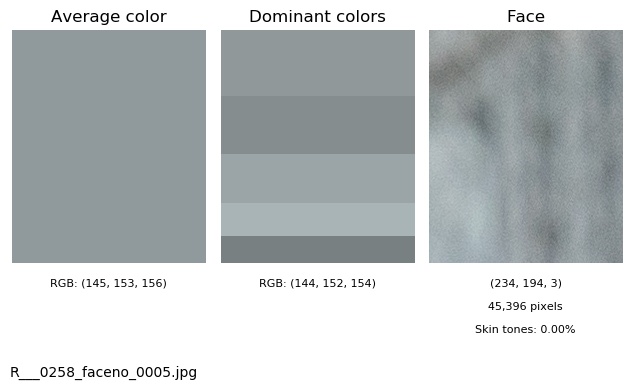 Average color
Dominant colors
Face
RGB: (145, 153, 156)
RGB: (144, 152, 154)
(234, 194, 3)
45,396 pixels
Skin tones: 0.00%
R___0258_faceno_0005.jpg